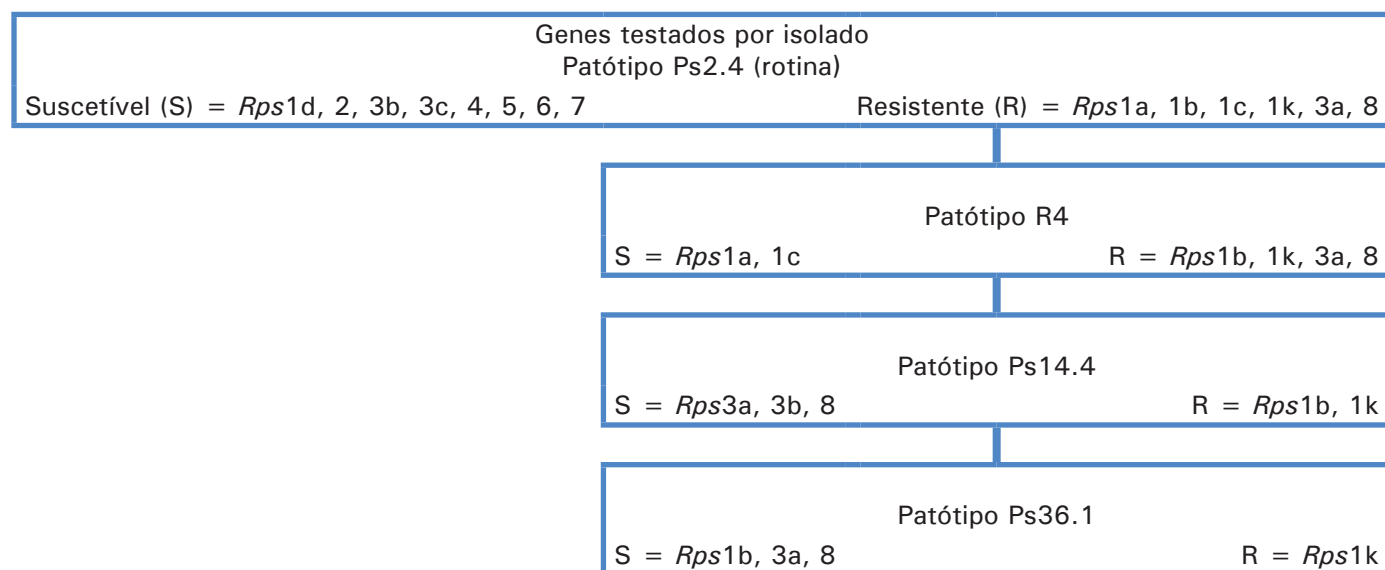 Genes testados por isolado
Patótipo Ps2.4 (rotina)
Suscetível (S) = Rps1d, 2, 3b, 3c, 4, 5, 6, 7 Resistente (R) = Rps1a, 1b, 1c, 1k, 3a, 8
Patótipo R4
S = Rps1a, 1c R = Rps1b, 1k, 3a, 8
Patótipo Ps14.4
S = Rps3a, 3b, 8 R = Rps1b, 1k
Patótipo Ps36.1
S = Rps1b, 3a, 8 R = Rps1k